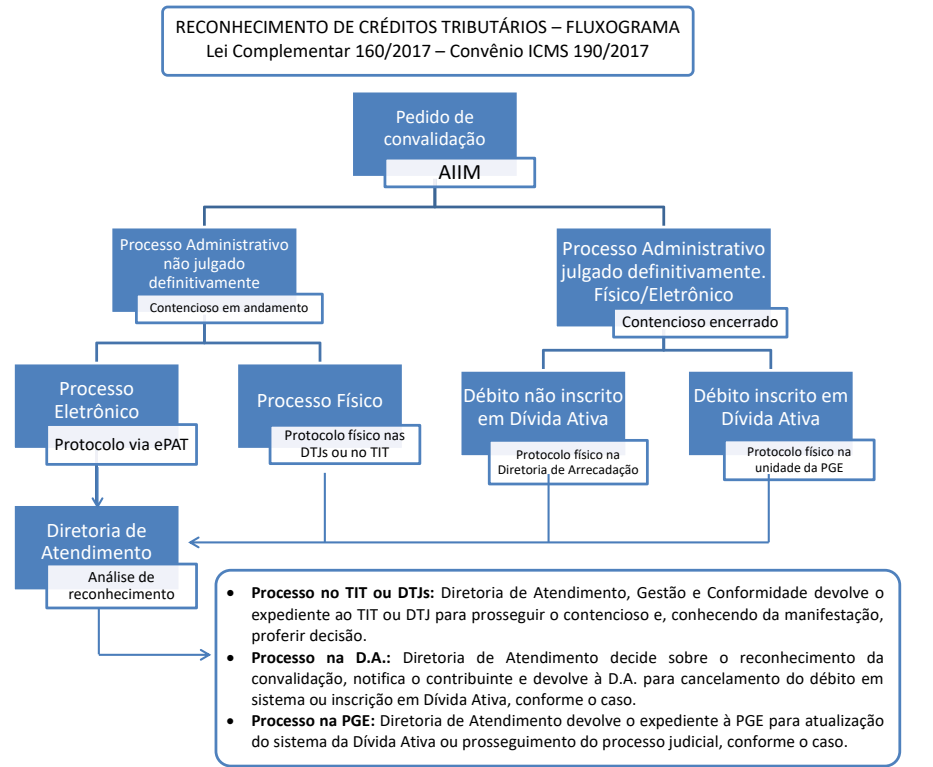 RECONHECIMENTO DE CRÉDITOS TRIBUTÁRIOS – FLUXOGRAMA
Lei Complementar 160/2017 – Convênio ICMS 190/2017
Pedido de
convalidação
AIIM
Processo Administrativo
não julgado
definitivamente
Contencioso em andamento
Processo Administrativo
julgado definitivamente.
Físico/Eletrônico
Contencioso encerrado
Processo
Eletrônico
Protocolo via ePAT
Processo Físico
Protocolo físico nas
DTJs ou no TIT
Débito não inscrito
em Dívida Ativa
Protocolo físico na
Diretoria de Arrecadação
Débito inscrito em
Dívida Ativa
Protocolo físico na
unidade da PGE
Diretoria de
Atendimento
Análise de
reconhecimento
• Processo no TIT ou DTJs: Diretoria de Atendimento, Gestão e Conformidade devolve o
expediente ao TIT ou DTJ para prosseguir o contencioso e, conhecendo da manifestação,
proferir decisão.
• Processo na D.A.: Diretoria de Atendimento decide sobre o reconhecimento da
convalidação, notifica o contribuinte e devolve à D.A. para cancelamento do débito em
sistema ou inscrição em Dívida Ativa, conforme o caso.
• Processo na PGE: Diretoria de Atendimento devolve o expediente à PGE para atualização
do sistema da Dívida Ativa ou prosseguimento do processo judicial, conforme o caso.